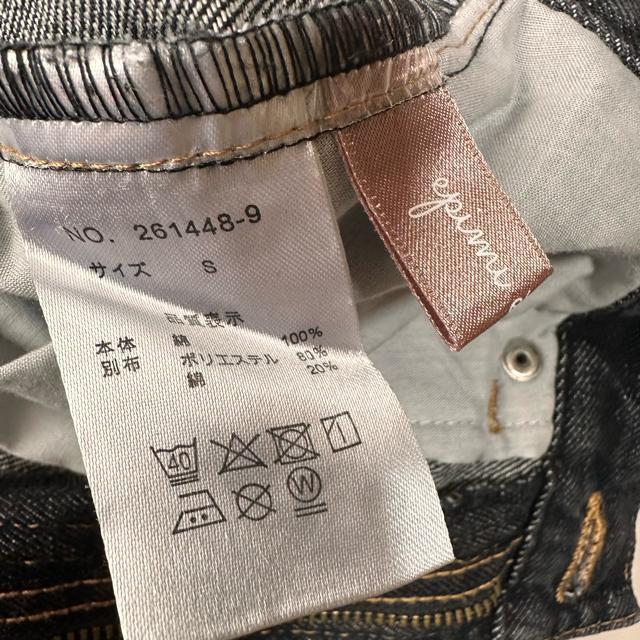 NO. 261448-9
サイズ S
品質表示
本体 綿 100%
別布 ポリエステル 80%
綿 20%
40
W